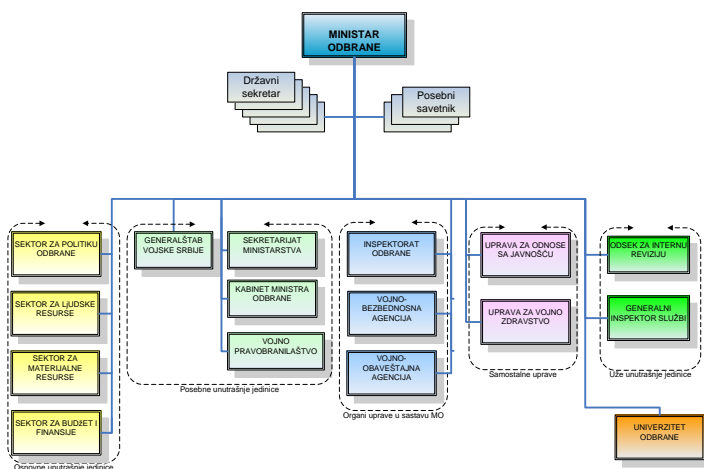 MINISTAR
ODBRANE
Državni
sekretar
Posebni
savetnik
SEKTOR ZA POLITIKU
ODBRANE
SEKTOR ZA LJUDSKE
RESURSE
SEKTOR ZA
MATERIJALNE
RESURSE
SEKTOR ZA BUDžET I
FINANSIJE
Osnovne unutrašnje jedinice
GENERALŠTAB
VOJSKE SRBIJE
SEKRETARIJAT
MINISTARSTVA
KABINET MINISTRA
ODBRANE
VOJNO
PRAVOBRANILAŠTVO
Posebne unutrašnje jedinice
INSPEKTORAT
ODBRANE
VOJNO-
BEZBEDNOSNA
AGENCIJA
VOJNO-
OBAVEŠTAJNA
AGENCIJA
Organi uprave u sastavu MO
UPRAVA ZA ODNOSE
SA JAVNOŠĆU
UPRAVA ZA VOJNO
ZDRAVSTVO
Samostalne uprave
ODSEK ZA INTERNU
REVIZIJU
GENERALNI
INSPEKTOR SLUŽBI
Uže unutrašnje jedinice
UNIVERZITET
ODBRANE